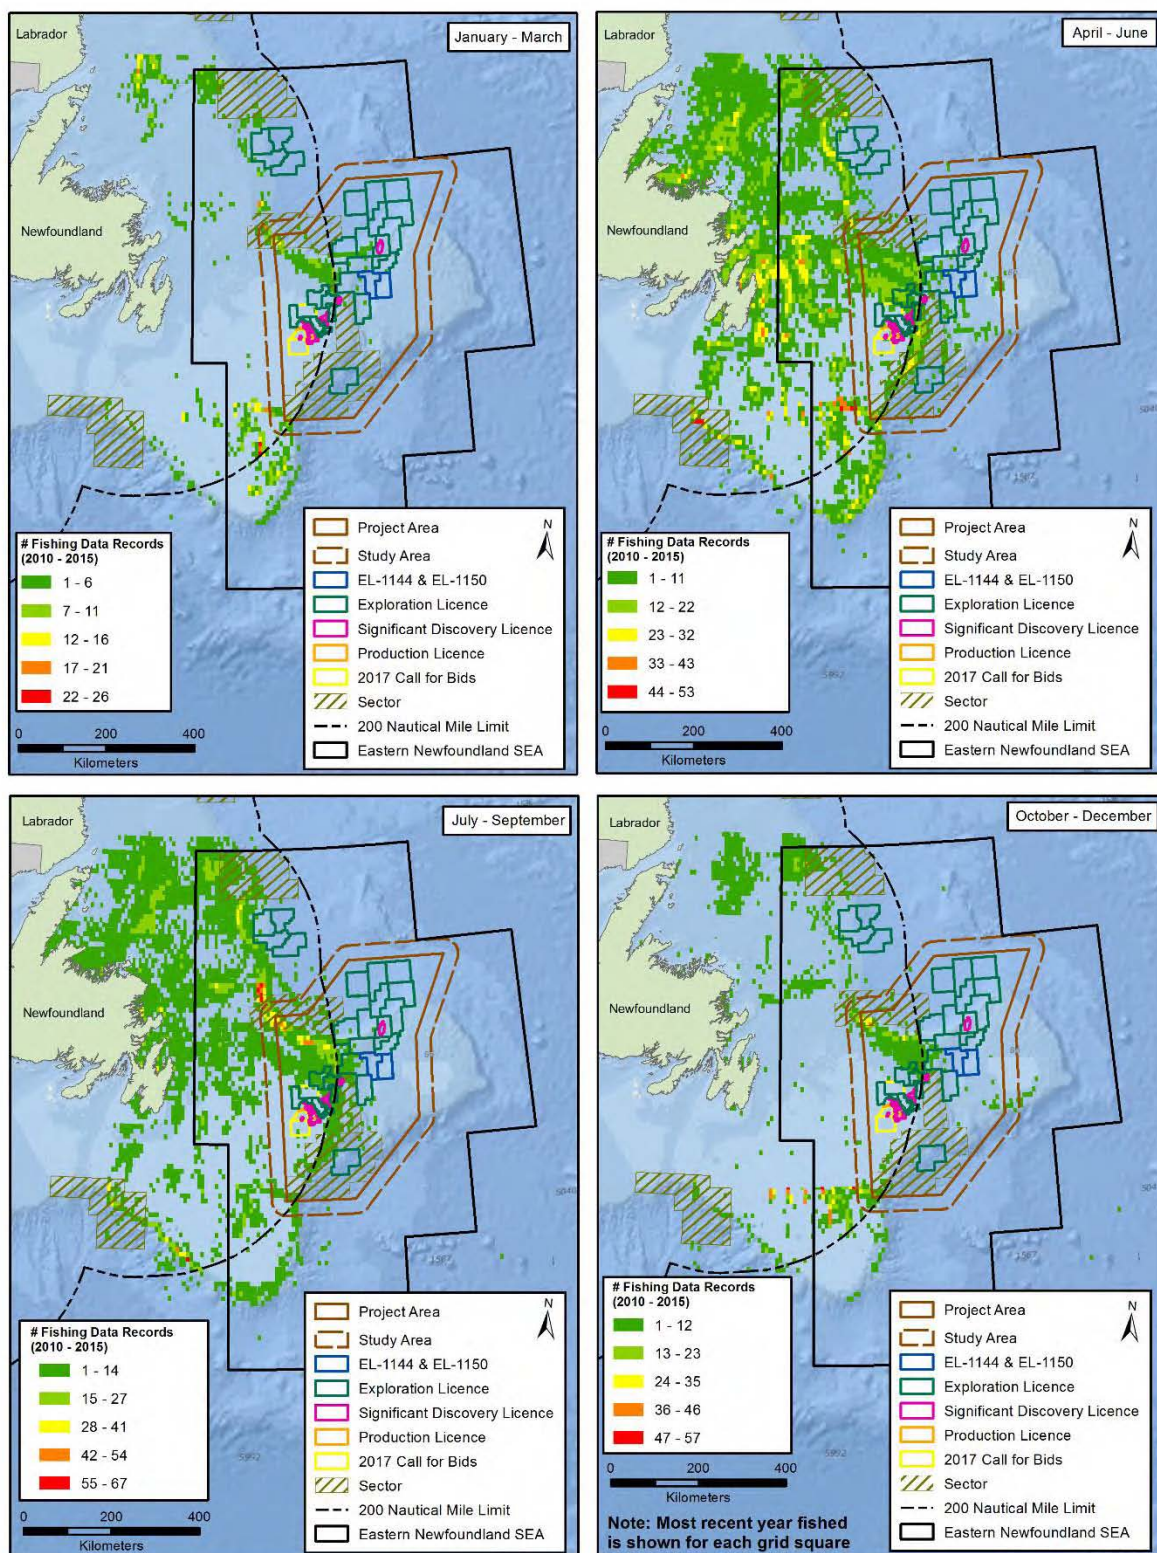 Labrador
January - March
Newfoundland
# Fishing Data Records
(2010 - 2015)
1 - 6
7 - 11
12 - 16
17 - 21
22 - 26
0 200 400
Kilometers
N
Project Area
Study Area
EL-1144 & EL-1150
Exploration Licence
Significant Discovery Licence
Production Licence
2017 Call for Bids
Sector
200 Nautical Mile Limit
Eastern Newfoundland SEA
Labrador
April - June
Newfoundland
5992
# Fishing Data Records
(2010 - 2015)
1 - 11
12 - 22
23 - 32
33 - 43
44 - 53
0 200 400
Kilometers
N
Project Area
Study Area
EL-1144 & EL-1150
Exploration Licence
Significant Discovery Licence
Production Licence
2017 Call for Bids
Sector
200 Nautical Mile Limit
Eastern Newfoundland SEA
Labrador
July - September
Newfoundland
1567
5992
# Fishing Data Records
(2010 - 2015)
1 - 14
15 - 27
28 - 41
42 - 54
55 - 67
0 200 400
Kilometers
N
Project Area
Study Area
EL-1144 & EL-1150
Exploration Licence
Significant Discovery Licence
Production Licence
2017 Call for Bids
Sector
200 Nautical Mile Limit
Eastern Newfoundland SEA
Labrador
October - December
Newfoundland
1567
5992
# Fishing Data Records
(2010 - 2015)
1 - 12
13 - 23
24 - 35
36 - 46
47 - 57
0 200 400
Kilometers
Note: Most recent year fished
is shown for each grid square
N
Project Area
Study Area
EL-1144 & EL-1150
Exploration Licence
Significant Discovery Licence
Production Licence
2017 Call for Bids
Sector
200 Nautical Mile Limit
Eastern Newfoundland SEA